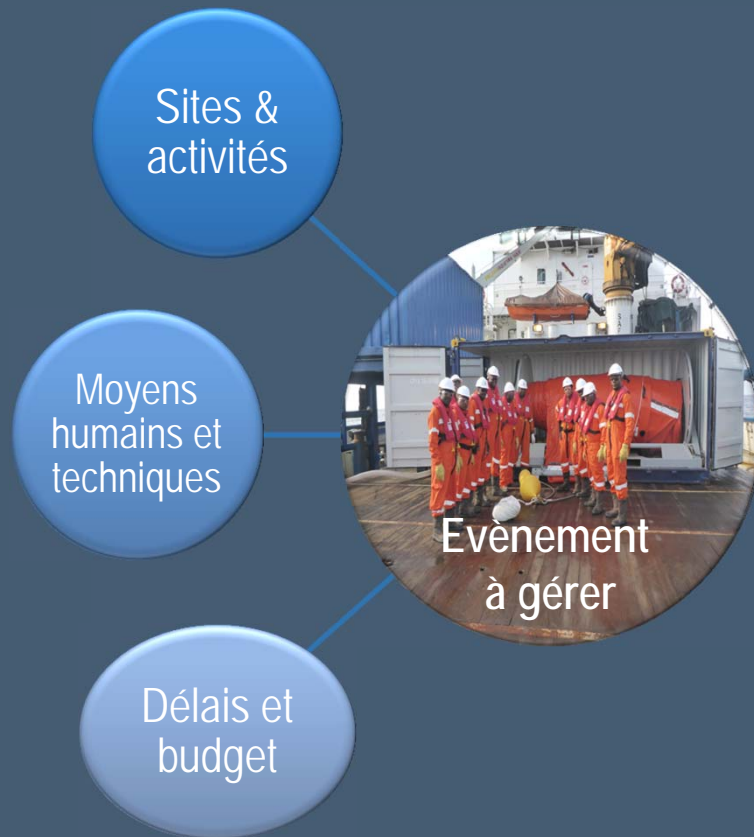 Sites &
activités
Moyens
humains et
techniques
Evènement
à gérer
Délais et
budget